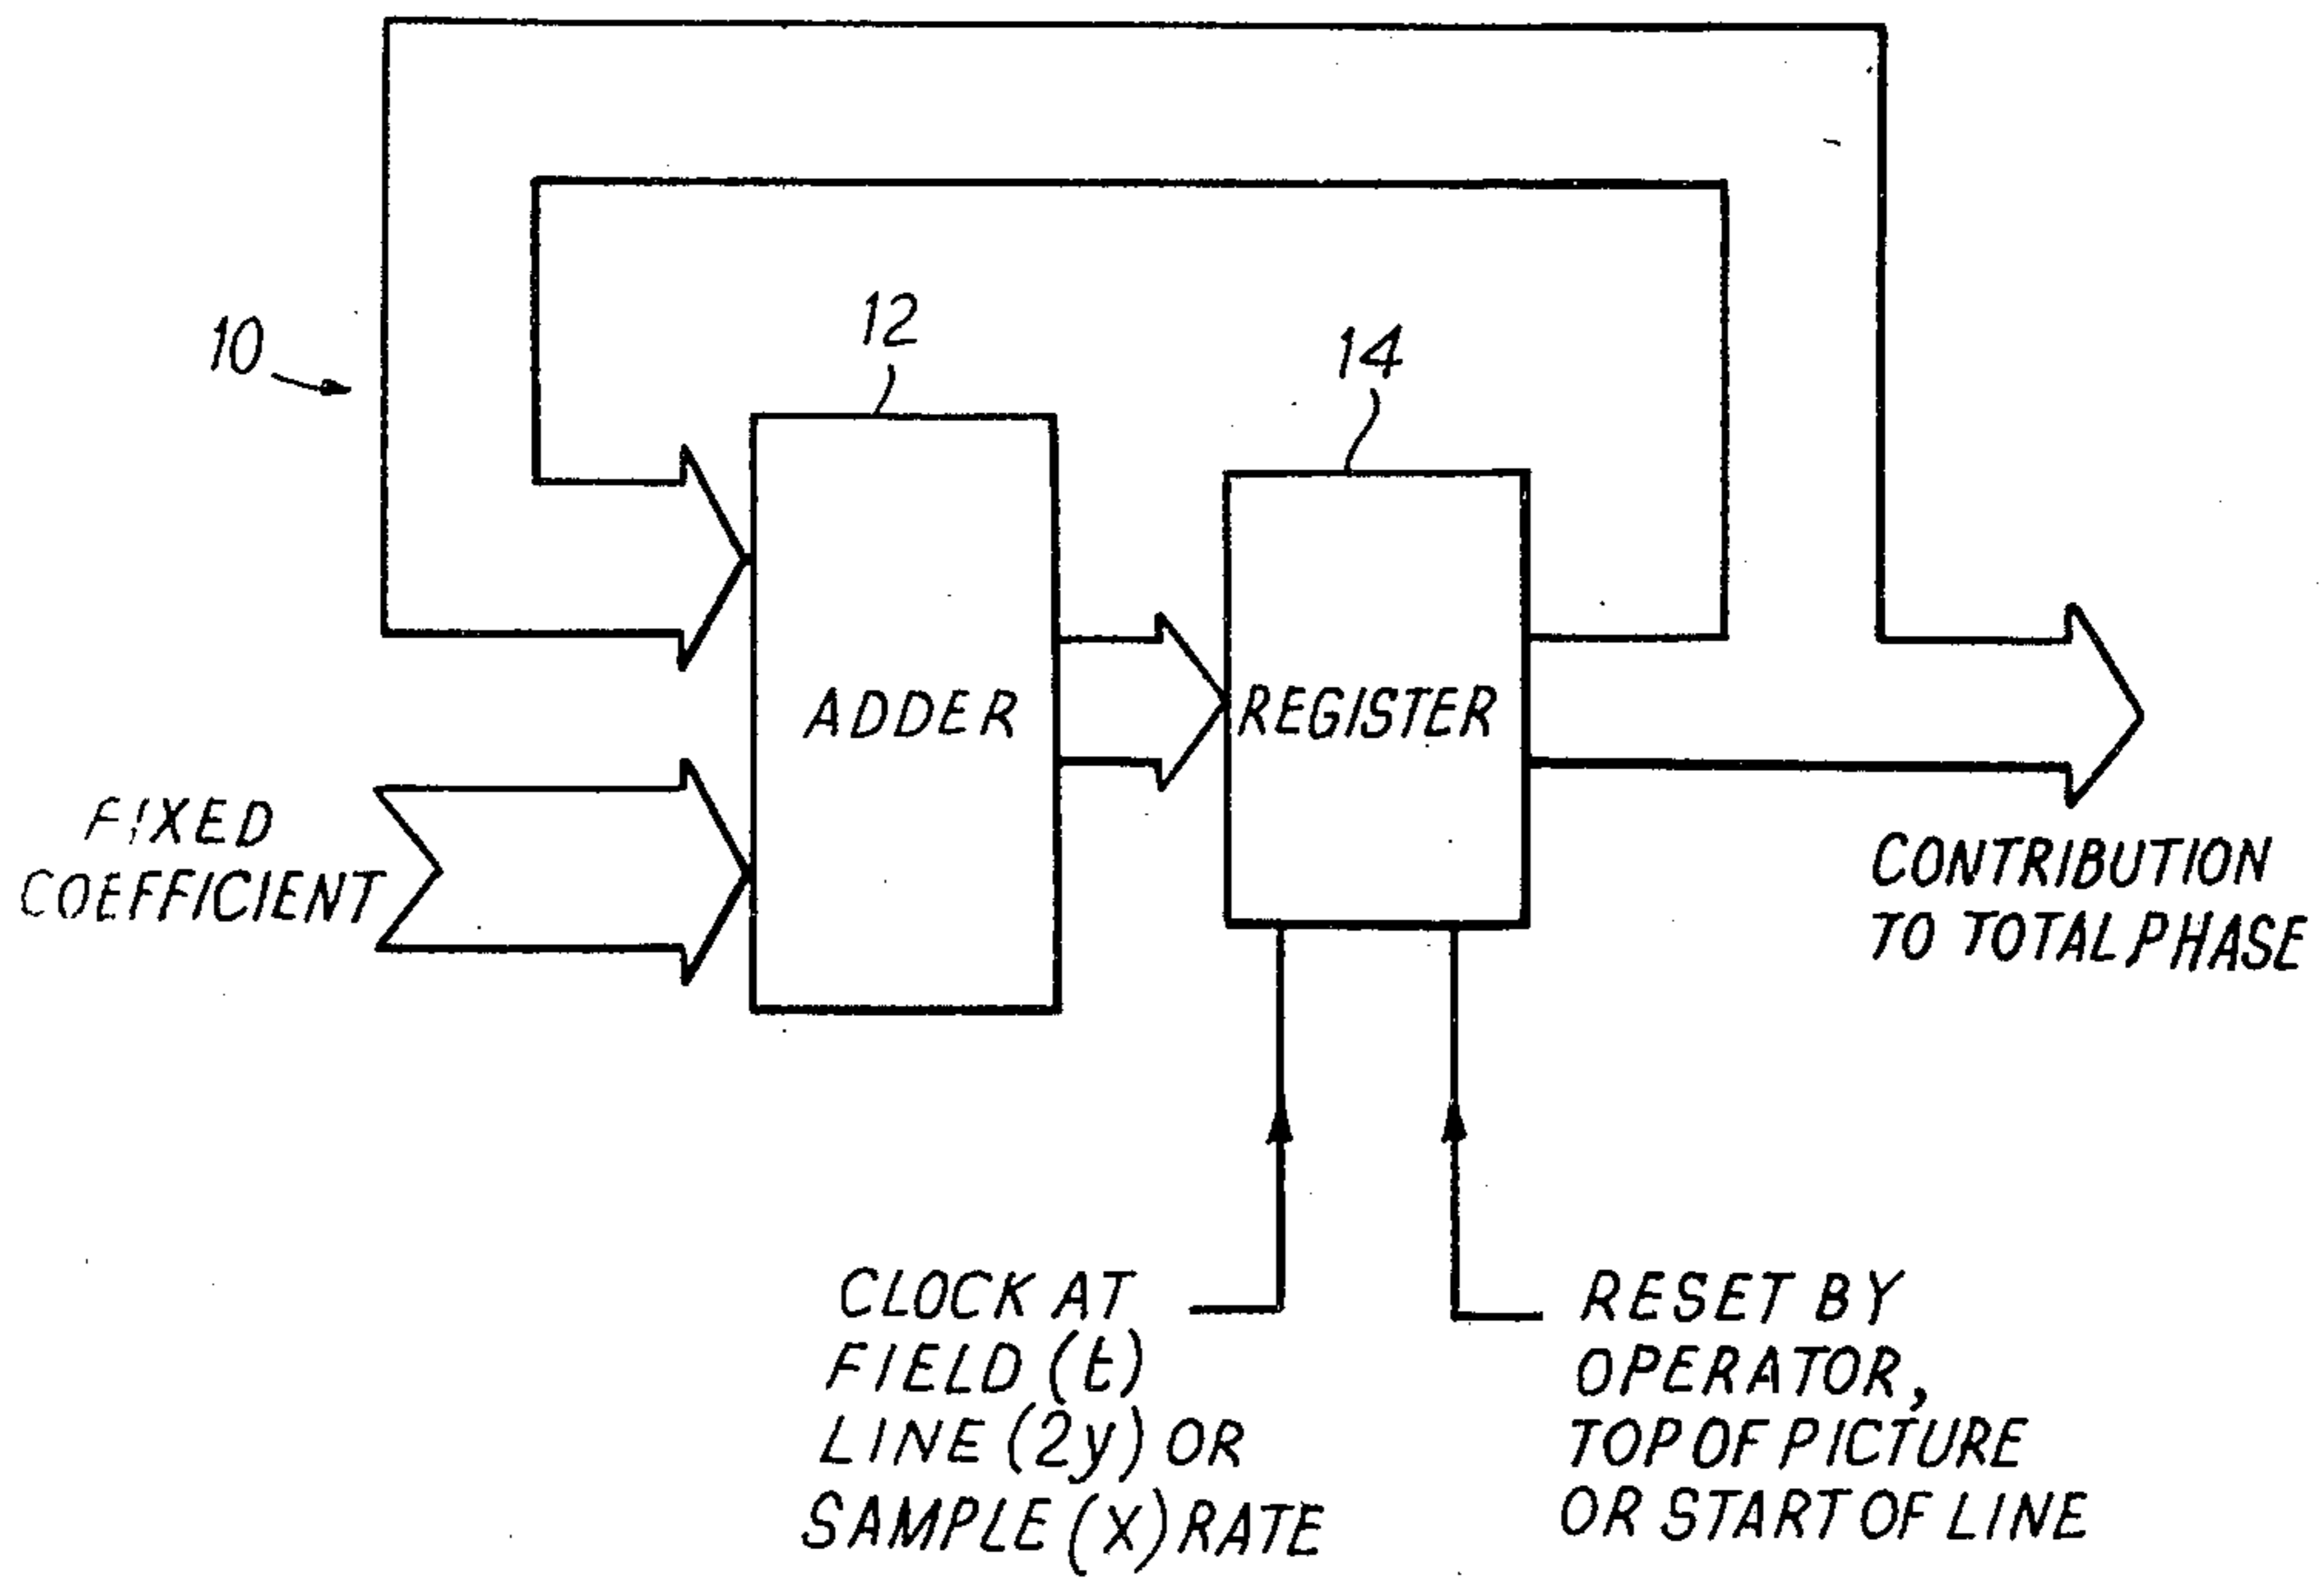 10
12
14
ADDER
REGISTER
FIXED
COEFFICIENT
CONTRIBUTION
TO TOTAL PHASE
CLOCK AT
FIELD (t)
LINE (2y) OR
SAMPLE (x) RATE
RESET BY
OPERATOR,
TOP OF PICTURE
OR START OF LINE